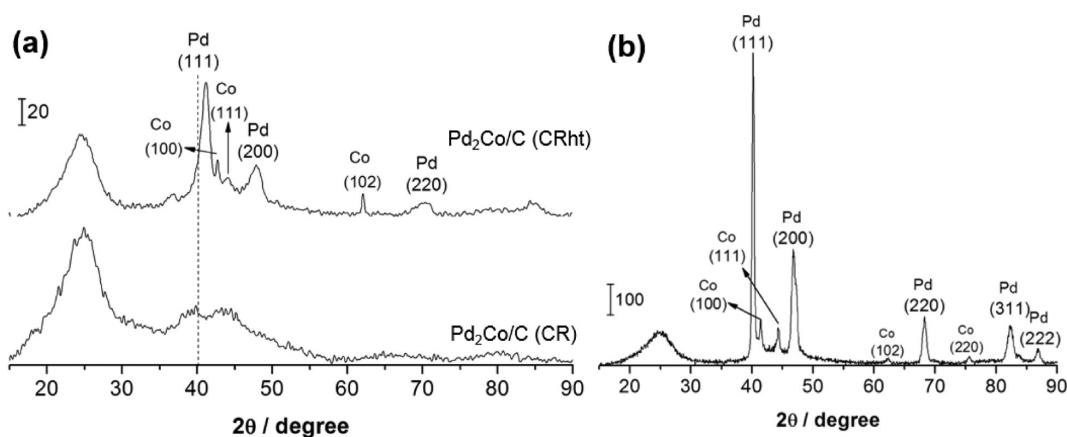 (a)
Pd
(111)
20
Co
(111)
Co
(100)
Pd
(200)
Pd₂Co/C (CRht)
Co
(102)
Pd
(220)
Pd₂Co/C (CR)
20 30 40 50 60 70 80 90
2θ / degree
(b)
Pd
(111)
Pd
(200)
Co
(111)
100
Co
(100)
Pd
(220)
Pd
(311)
Pd
(222)
Co
(102)
Co
(220)
20 30 40 50 60 70 80 90
2θ / degree